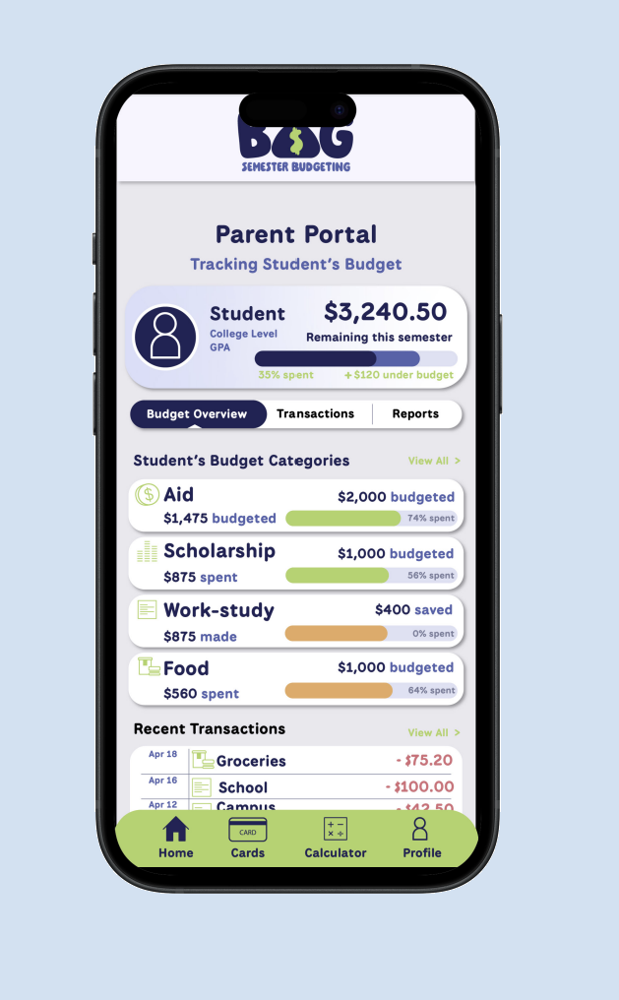 BAG
SEMESTER BUDGETING
Parent Portal
Tracking Student's Budget
Student
$3,240.50
College Level
Remaining this semester
GPA
35% spent
+$120 under budget
Budget Overview
Transactions
Reports
Student's Budget Categories
View All >
Aid
$2,000 budgeted
$1,475 budgeted
74% spent
Scholarship
$1,000 budgeted
$875 spent
56% spent
Work-study
$400 saved
$875 made
0% spent
Food
$1,000 budgeted
$560 spent
64% spent
Recent Transactions
View All >
Apr 18
Groceries
- $75.20
Apr 16
School
- $100.00
Apr 12
Campus
- $42.50
CARD
Home
Cards
Calculator
Profile